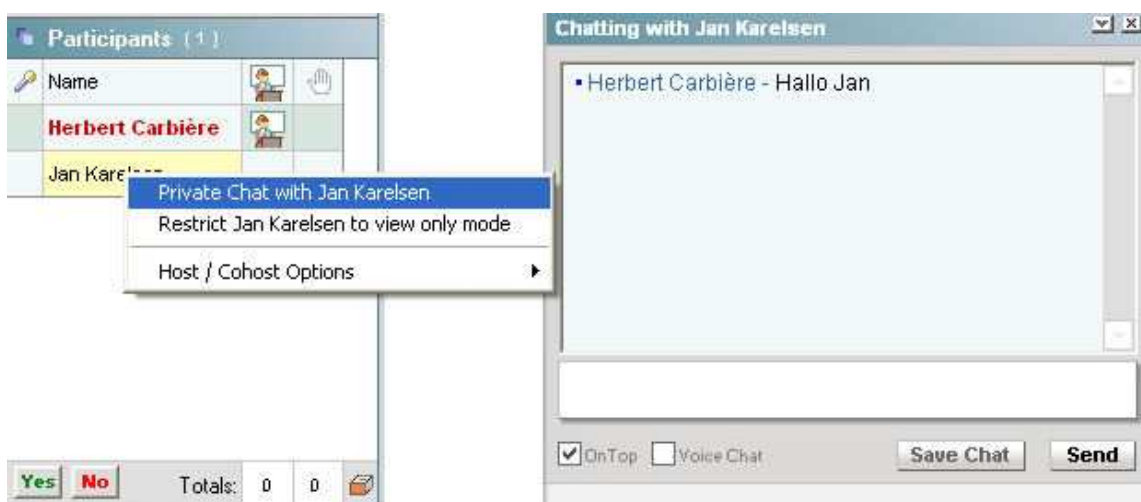 Participants (1)
Name
Herbert Carbière
Jan Karelsen
Private Chat with Jan Karelsen
Restrict Jan Karelsen to view only mode
Host / Cohost Options
Yes No Totals: 0 0
Chatting with Jan Karelsen
Herbert Carbière - Hallo Jan
OnTop Voice Chat Save Chat Send